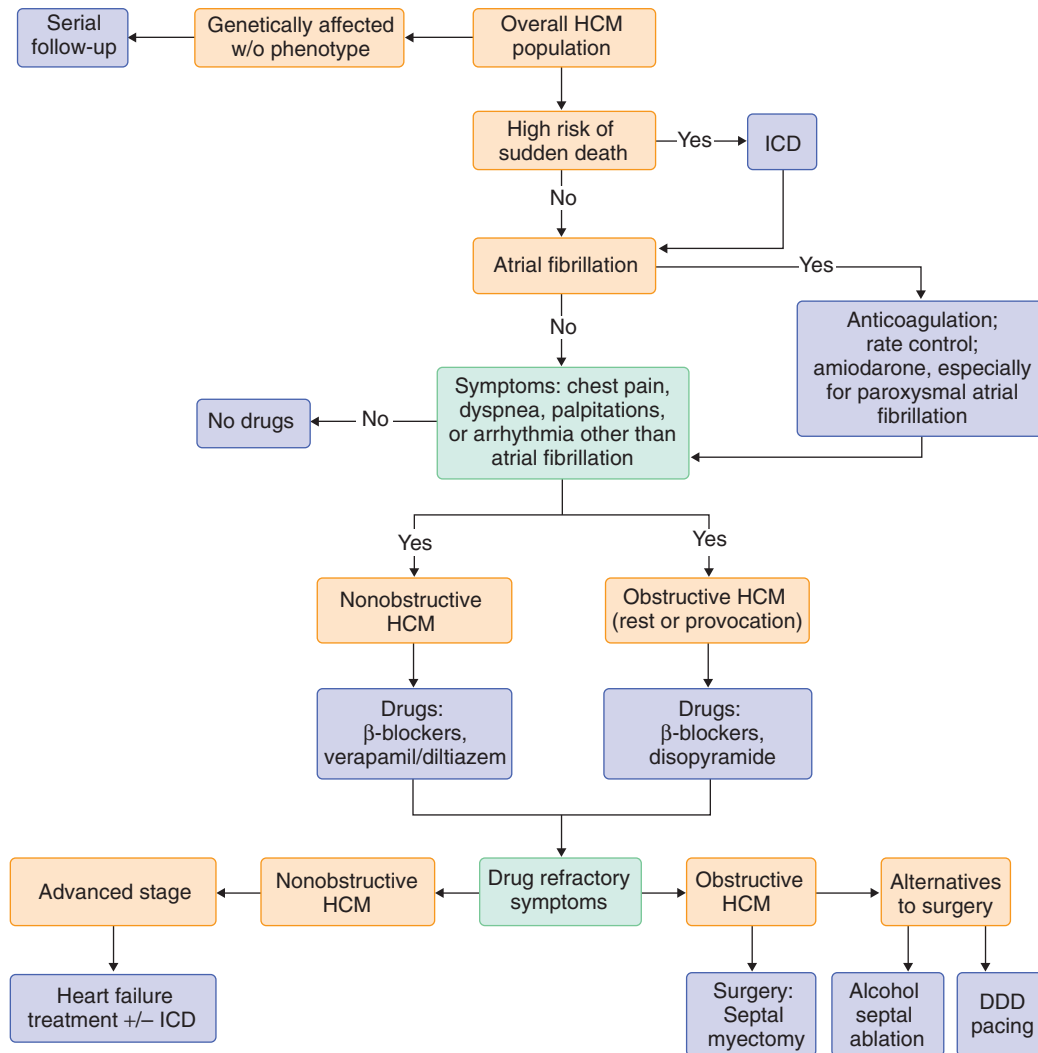 Serial
follow-up
Genetically affected
w/o phenotype
Overall HCM
population
High risk of
sudden death
Yes
ICD
No
Atrial fibrillation
Yes
No
Anticoagulation;
rate control;
amiodarone, especially
for paroxysmal atrial
fibrillation
Symptoms: chest pain,
dyspnea, palpitations,
or arrhythmia other than
atrial fibrillation
No
No drugs
Yes
Yes
Nonobstructive
HCM
Obstructive HCM
(rest or provocation)
Drugs:
β-blockers,
verapamil/diltiazem
Drugs:
β-blockers,
disopyramide
Advanced stage
Nonobstructive
HCM
Drug refractory
symptoms
Obstructive
HCM
Alternatives
to surgery
Heart failure
treatment +/– ICD
Surgery:
Septal
myectomy
Alcohol
septal
ablation
DDD
pacing